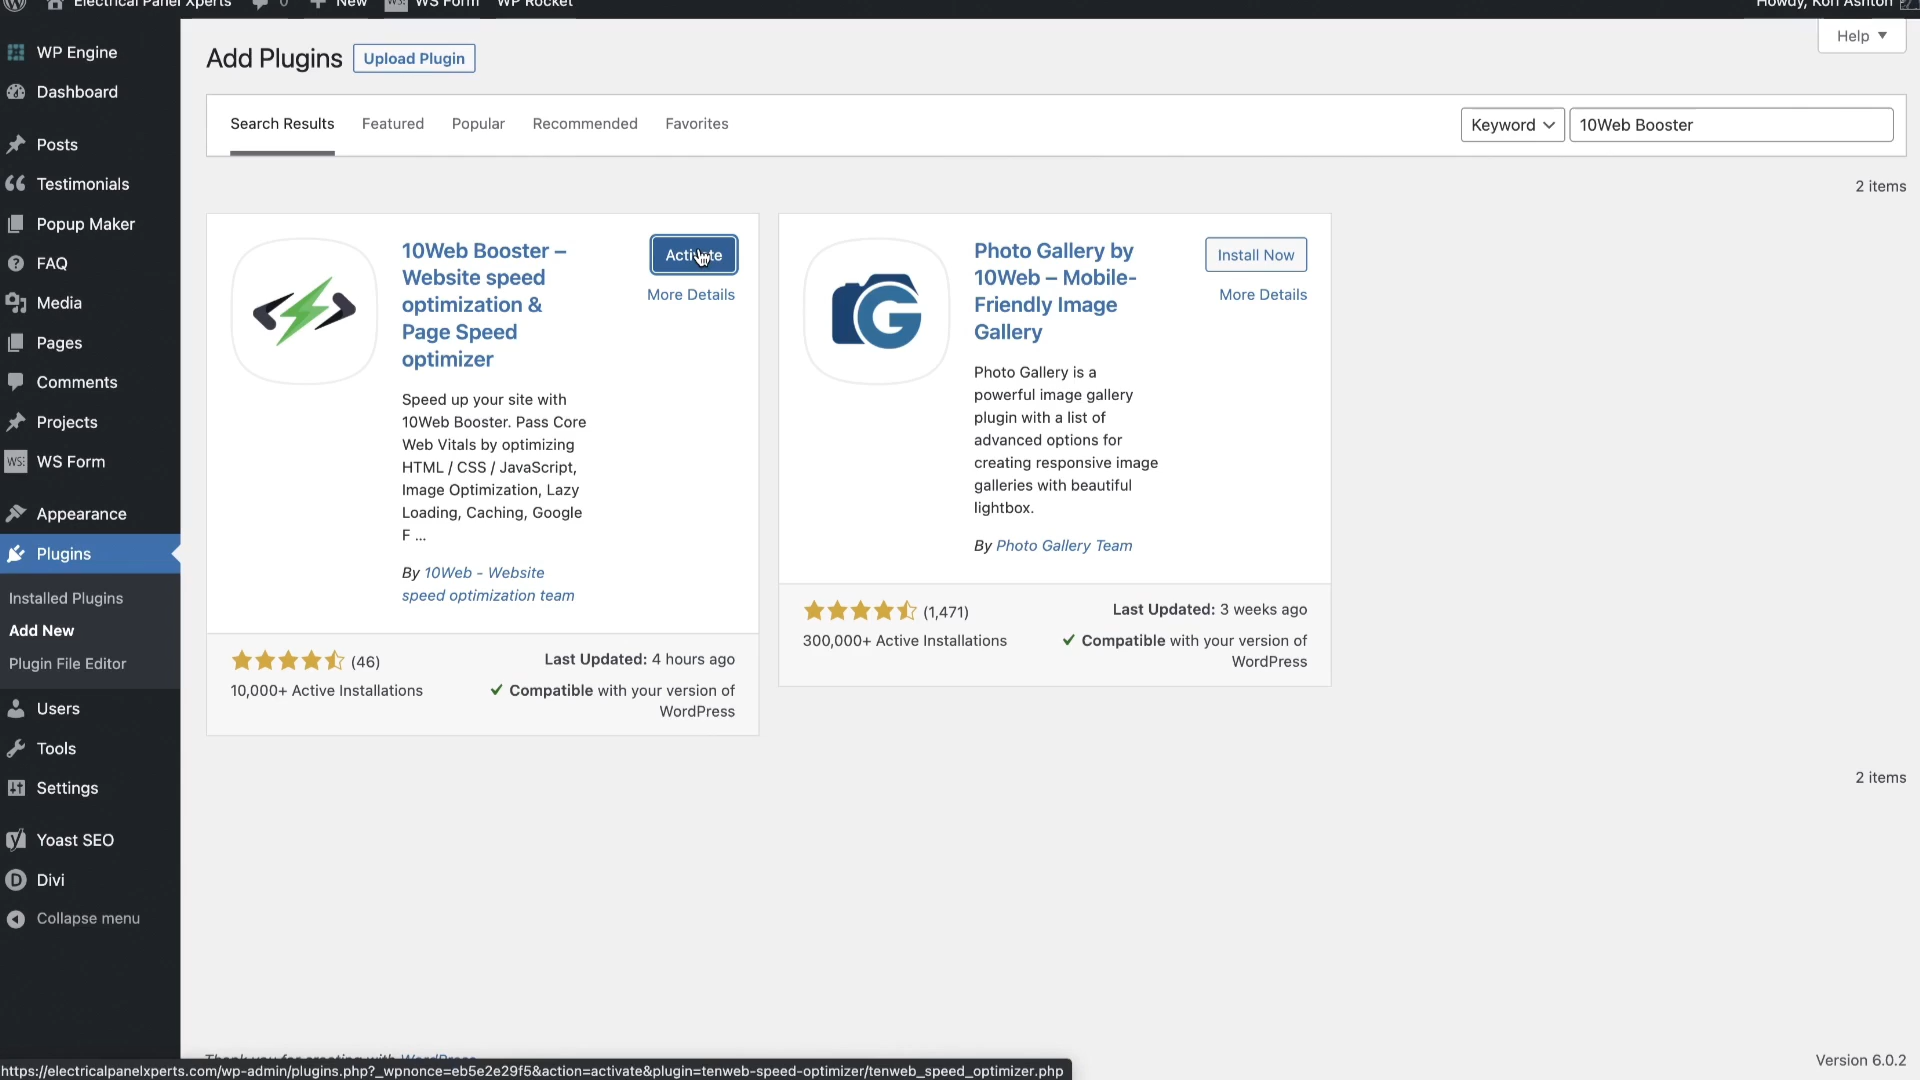 Electrical Panel Xperts 0 New WS Form WP Rocket Howdy, Kori Ashton
WP Engine
Dashboard
Posts
Testimonials
Popup Maker
FAQ
Media
Pages
Comments
Projects
WS: WS Form
Appearance
Plugins
Installed Plugins
Add New
Plugin File Editor
Users
Tools
Settings
Yoast SEO
Divi
Collapse menu
Help
Add Plugins Upload Plugin
Search Results Featured Popular Recommended Favorites Keyword 10Web Booster
2 items
10Web Booster –
Website speed
optimization &
Page Speed
optimizer
Activate
More Details
Speed up your site with
10Web Booster. Pass Core
Web Vitals by optimizing
HTML / CSS / JavaScript,
Image Optimization, Lazy
Loading, Caching, Google
F ...
By 10Web - Website
speed optimization team
(46)
10,000+ Active Installations
Last Updated: 4 hours ago
Compatible with your version of
WordPress
Photo Gallery by
10Web – Mobile-
Friendly Image
Gallery
Install Now
More Details
Photo Gallery is a
powerful image gallery
plugin with a list of
advanced options for
creating responsive image
galleries with beautiful
lightbox.
By Photo Gallery Team
(1,471)
300,000+ Active Installations
Last Updated: 3 weeks ago
Compatible with your version of
WordPress
2 items
Thank you for creating with WordPress
Version 6.0.2
https://electricalpanelxperts.com/wp-admin/plugins.php?_wpnonce=eb5e2e29f5&action=activate&plugin=tenweb-speed-optimizer/tenweb_speed_optimizer.php